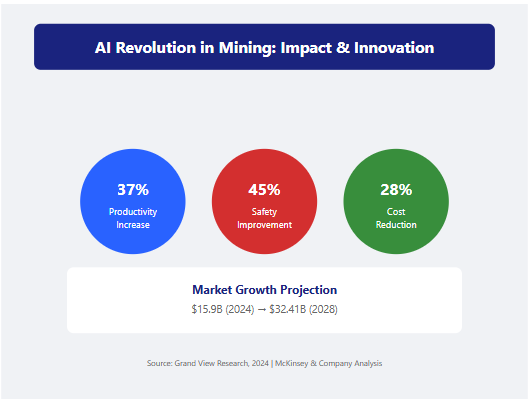 AI Revolution in Mining: Impact & Innovation
37%
Productivity
Increase
45%
Safety
Improvement
28%
Cost
Reduction
Market Growth Projection
$15.9B (2024) → $32.41B (2028)
Source: Grand View Research, 2024 | McKinsey & Company Analysis